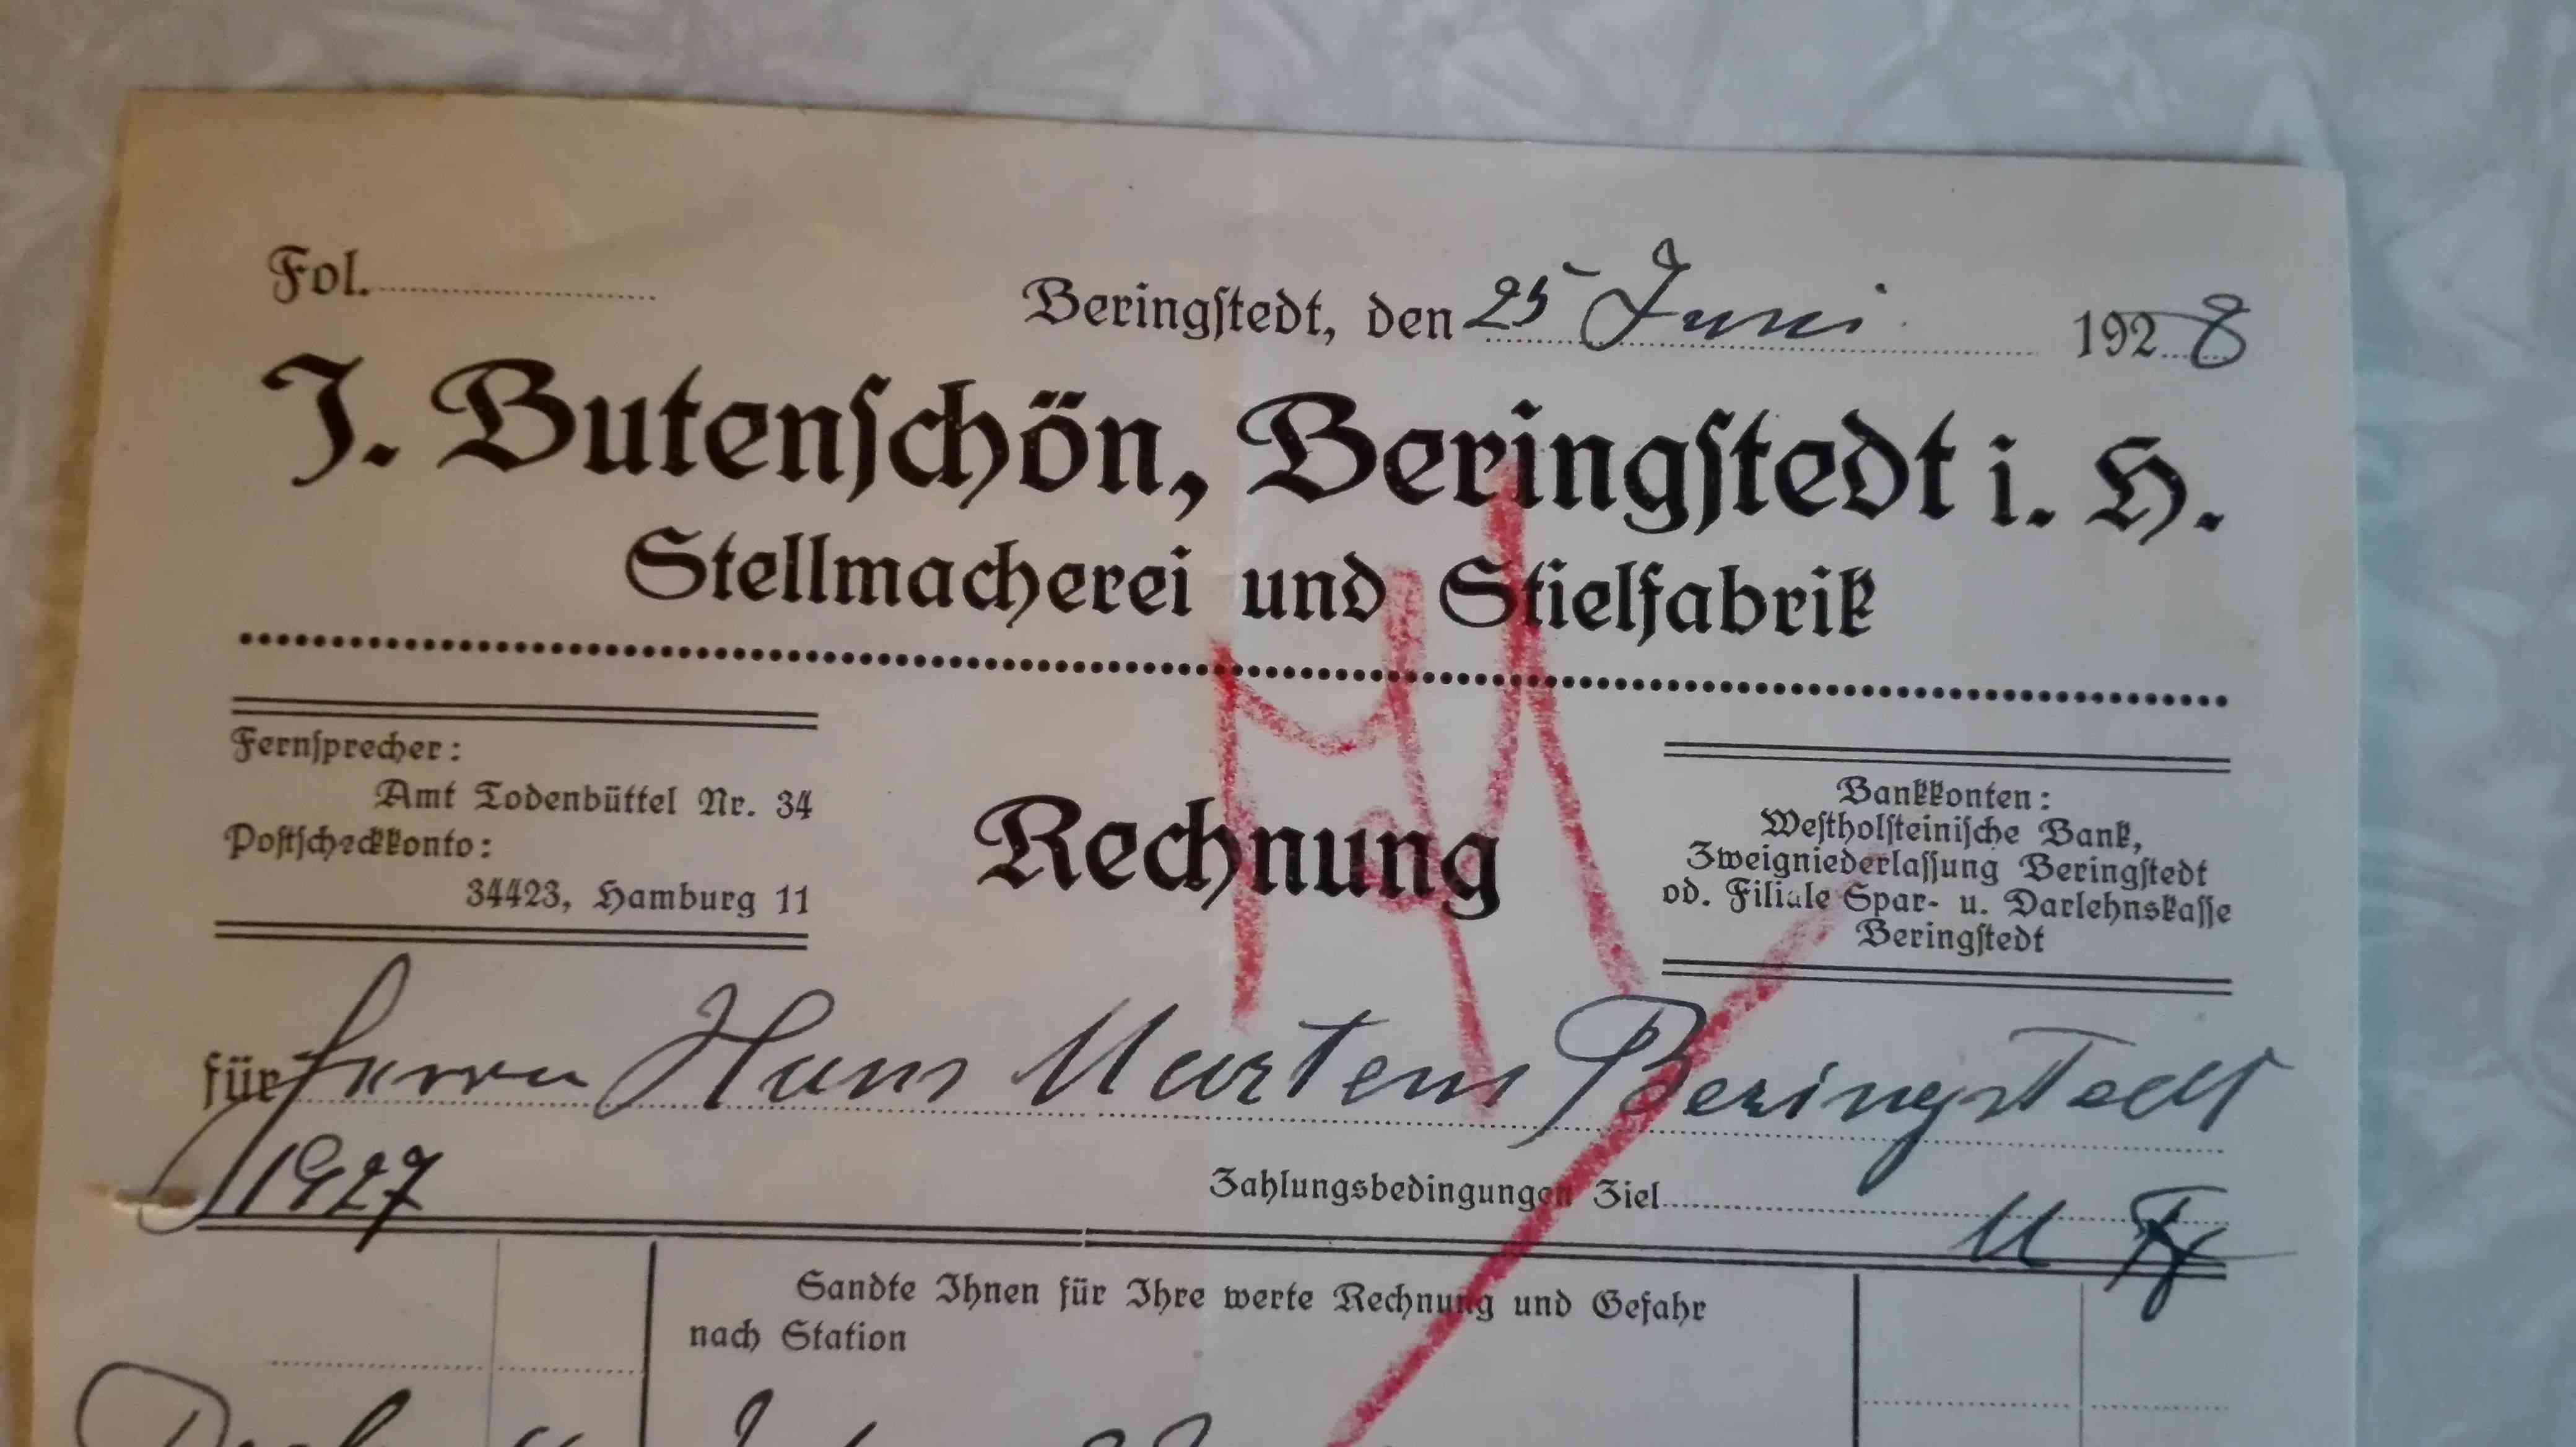 Fol.
Beringstedt, den 25 Juni 1928
J. Butenschön, Beringstedt i. H.
Stellmacherei und Stielfabrik
Fernsprecher:
Amt Todenbüttel Nr. 34
Postscheckkonto:
34423, Hamburg 11
Rechnung
Bankkonten:
Westholsteinische Bank,
Zweigniederlassung Beringstedt
od. Filiale Spar- u. Darlehnskasse
Beringstedt
für Herrn Hans Martens Beringstedt
1927
Zahlungsbedingungen Ziel
M
Sandte Ihnen für Ihre werte Rechnung und Gefahr
nach Station